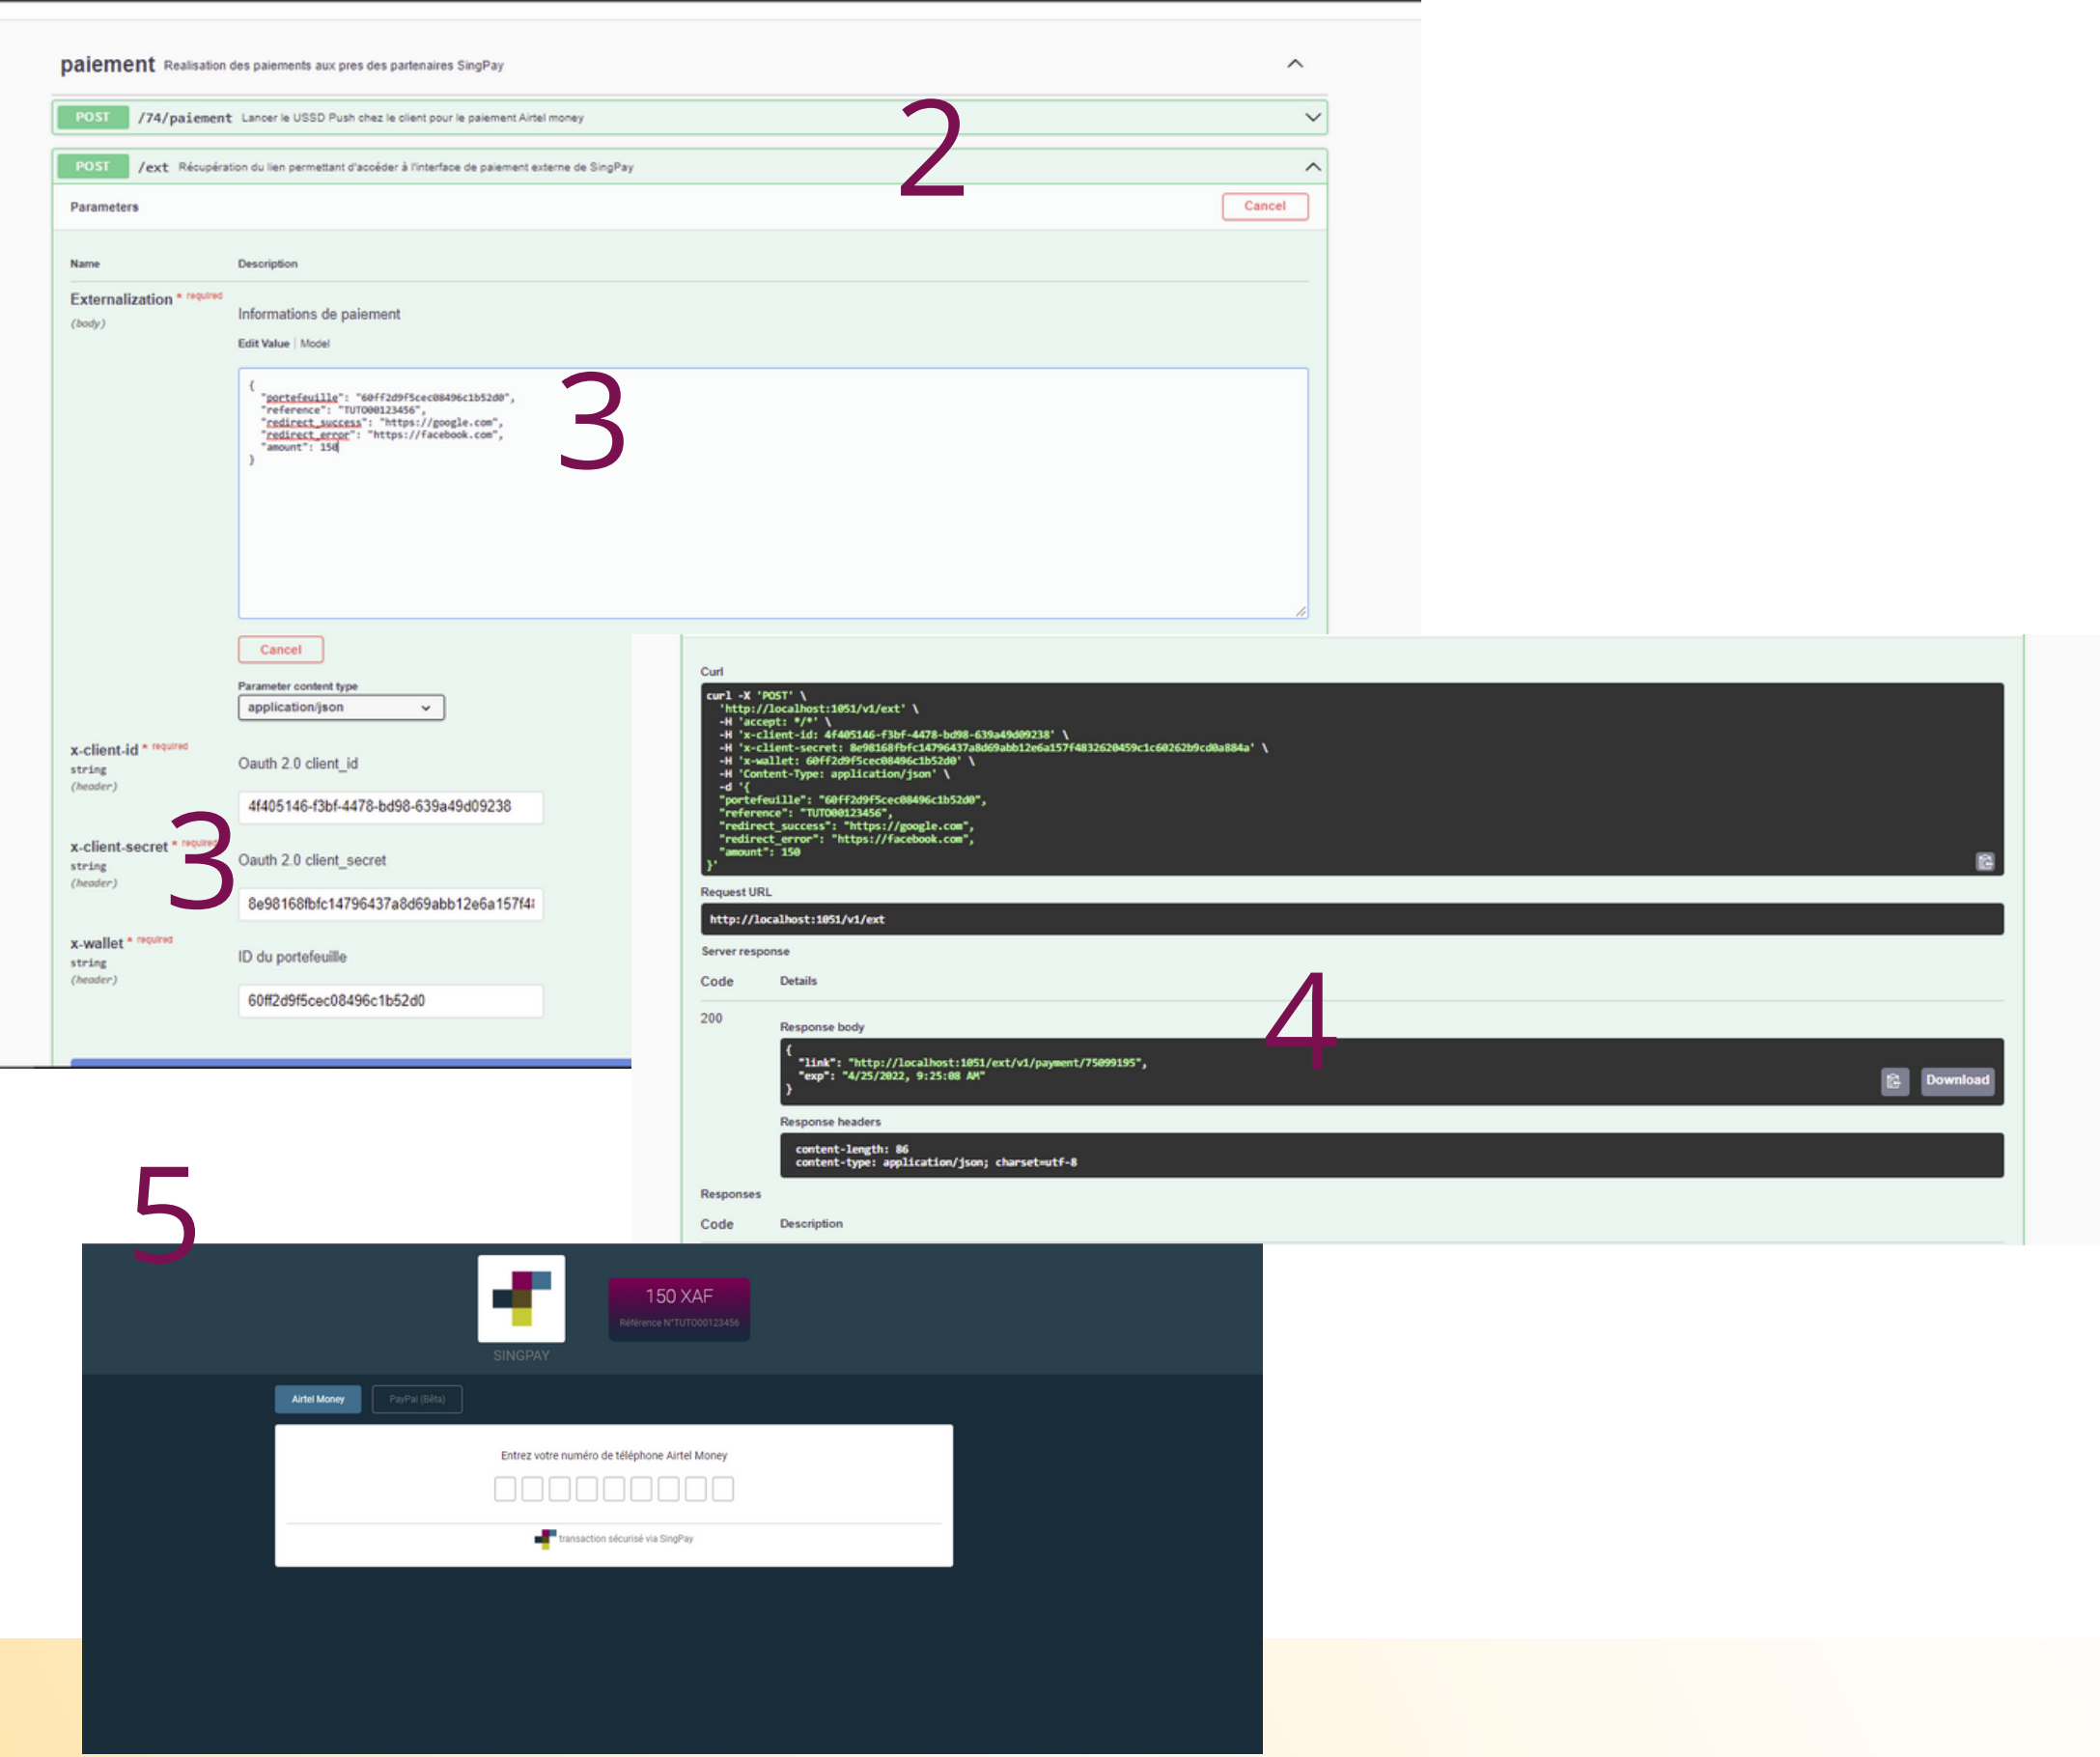 paiement Realisation des paiements aux pres des partenaires SingPay
POST /74/paiement Lancer le USSD Push chez le client pour le paiement Airtel money
2
POST /ext Récupération du lien permettant d'accéder à l'interface de paiement externe de SingPay
Parameters
Cancel
Name Description
Externalization * required
(body)
Informations de paiement
Edit Value | Model
{
"portefeuille": "60ff2d9f5cec08496c1b52d0",
"reference": "TUTO00123456",
"redirect_success": "https://google.com",
"redirect_error": "https://facebook.com",
"amount": 150
}
3
Cancel
Parameter content type
application/json
x-client-id * required
string
(header)
Oauth 2.0 client_id
4f405146-f3bf-4478-bd98-639a49d09238
3
x-client-secret * required
string
(header)
Oauth 2.0 client_secret
8e98168fbfc14796437a8d69abb12e6a157f48
x-wallet * required
string
(header)
ID du portefeuille
60ff2d9f5cec08496c1b52d0
Curl
curl -X 'POST' \
'http://localhost:1051/v1/ext' \
-H 'accept: */*' \
-H 'x-client-id: 4f405146-f3bf-4478-bd98-639a49d09238' \
-H 'x-client-secret: 8e98168fbfc14796437a8d69abb12e6a157f4832620459c1c60262b9cd0a884a' \
-H 'x-wallet: 60ff2d9f5cec08496c1b52d0' \
-H 'Content-Type: application/json' \
-d '{
"portefeuille": "60ff2d9f5cec08496c1b52d0",
"reference": "TUTO00123456",
"redirect_success": "https://google.com",
"redirect_error": "https://facebook.com",
"amount": 150
}'
Request URL
http://localhost:1051/v1/ext
Server response
Code Details
4
200
Response body
{
"link": "http://localhost:1051/ext/v1/payment/75099195",
"exp": "4/25/2022, 9:25:08 AM"
}
Download
Response headers
content-length: 86
content-type: application/json; charset=utf-8
Responses
Code Description
5
SINGPAY
150 XAF
Référence N°TUTO00123456
Airtel Money
PayPal (Bêta)
Entrez votre numéro de téléphone Airtel Money
transaction sécurisé via SingPay